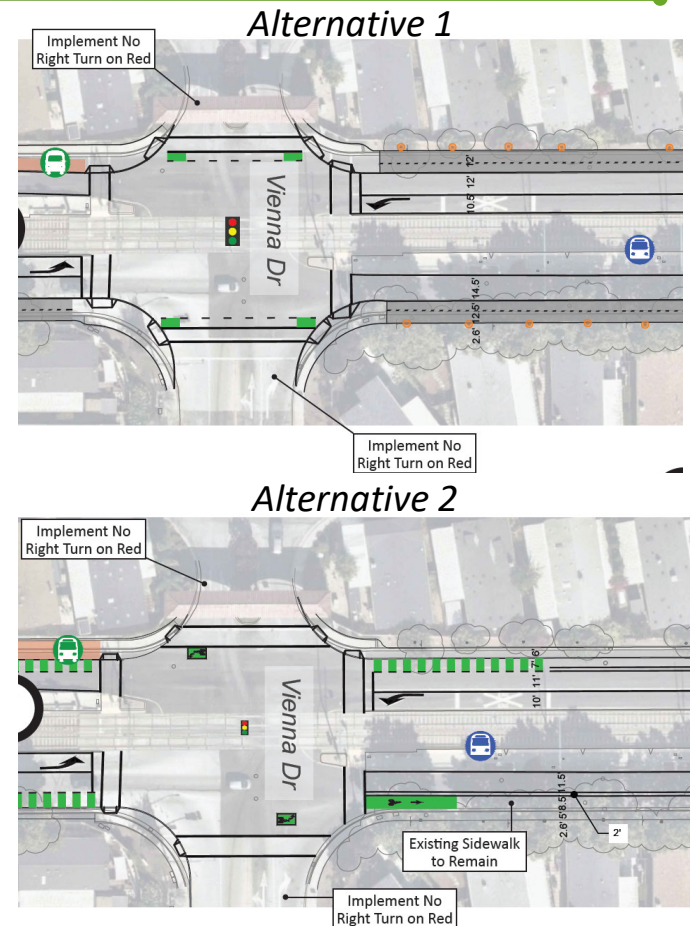 Alternative 1
Implement No
Right Turn on Red
Vienna Dr
10.5' 12' 12'
2.6' 12.5' 14.5'
Implement No
Right Turn on Red
Alternative 2
Implement No
Right Turn on Red
Vienna Dr
10' 11' 7' 6'
2.6' 5' 8.5' 11.5'
2'
Existing Sidewalk
to Remain
Implement No
Right Turn on Red